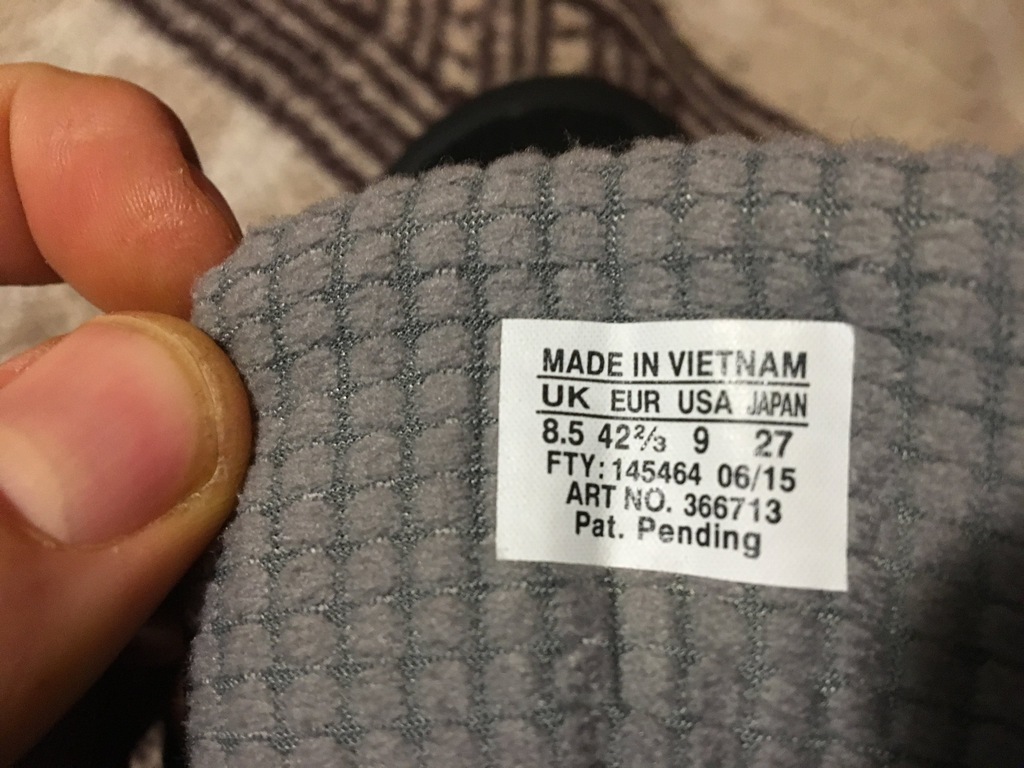 MADE IN VIETNAM
UK EUR USA JAPAN
8.5 42⅔ 9 27
FTY: 145464 06/15
ART NO. 366713
Pat. Pending